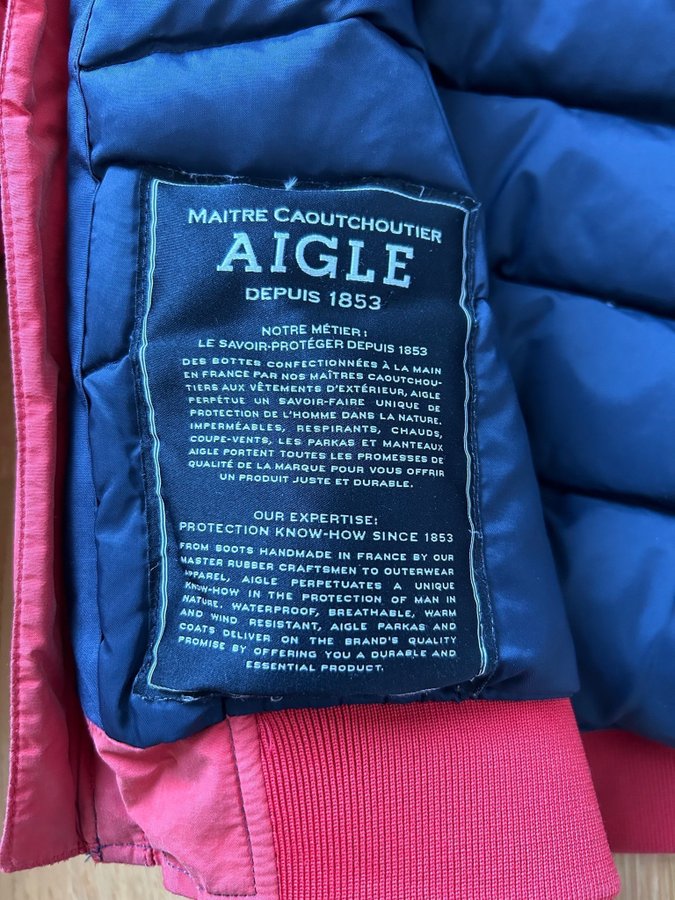 MAITRE CAOUTCHOUTIER
AIGLE
DEPUIS 1853
NOTRE MÉTIER:
LE SAVOIR-PROTÉGER DEPUIS 1853
DES BOTTES CONFECTIONNÉES À LA MAIN
EN FRANCE PAR NOS MAÎTRES CAOUTCHOU-
TIERS AUX VÊTEMENTS D'EXTÉRIEUR, AIGLE
PERPÉTUE UN SAVOIR-FAIRE UNIQUE DE
PROTECTION DE L'HOMME DANS LA NATURE.
IMPERMÉABLES, RESPIRANTS, CHAUDS,
COUPE-VENTS, LES PARKAS ET MANTEAUX
AIGLE PORTENT TOUTES LES PROMESSES DE
QUALITÉ DE LA MARQUE POUR VOUS OFFRIR
UN PRODUIT JUSTE ET DURABLE.
OUR EXPERTISE:
PROTECTION KNOW-HOW SINCE 1853
FROM BOOTS HANDMADE IN FRANCE BY OUR
MASTER RUBBER CRAFTSMEN TO OUTERWEAR
APPAREL, AIGLE PERPETUATES A UNIQUE
KNOW-HOW IN THE PROTECTION OF MAN IN
NATURE. WATERPROOF, BREATHABLE, WARM
AND WIND RESISTANT, AIGLE PARKAS AND
COATS DELIVER ON THE BRAND'S QUALITY
PROMISE BY OFFERING YOU A DURABLE AND
ESSENTIAL PRODUCT.